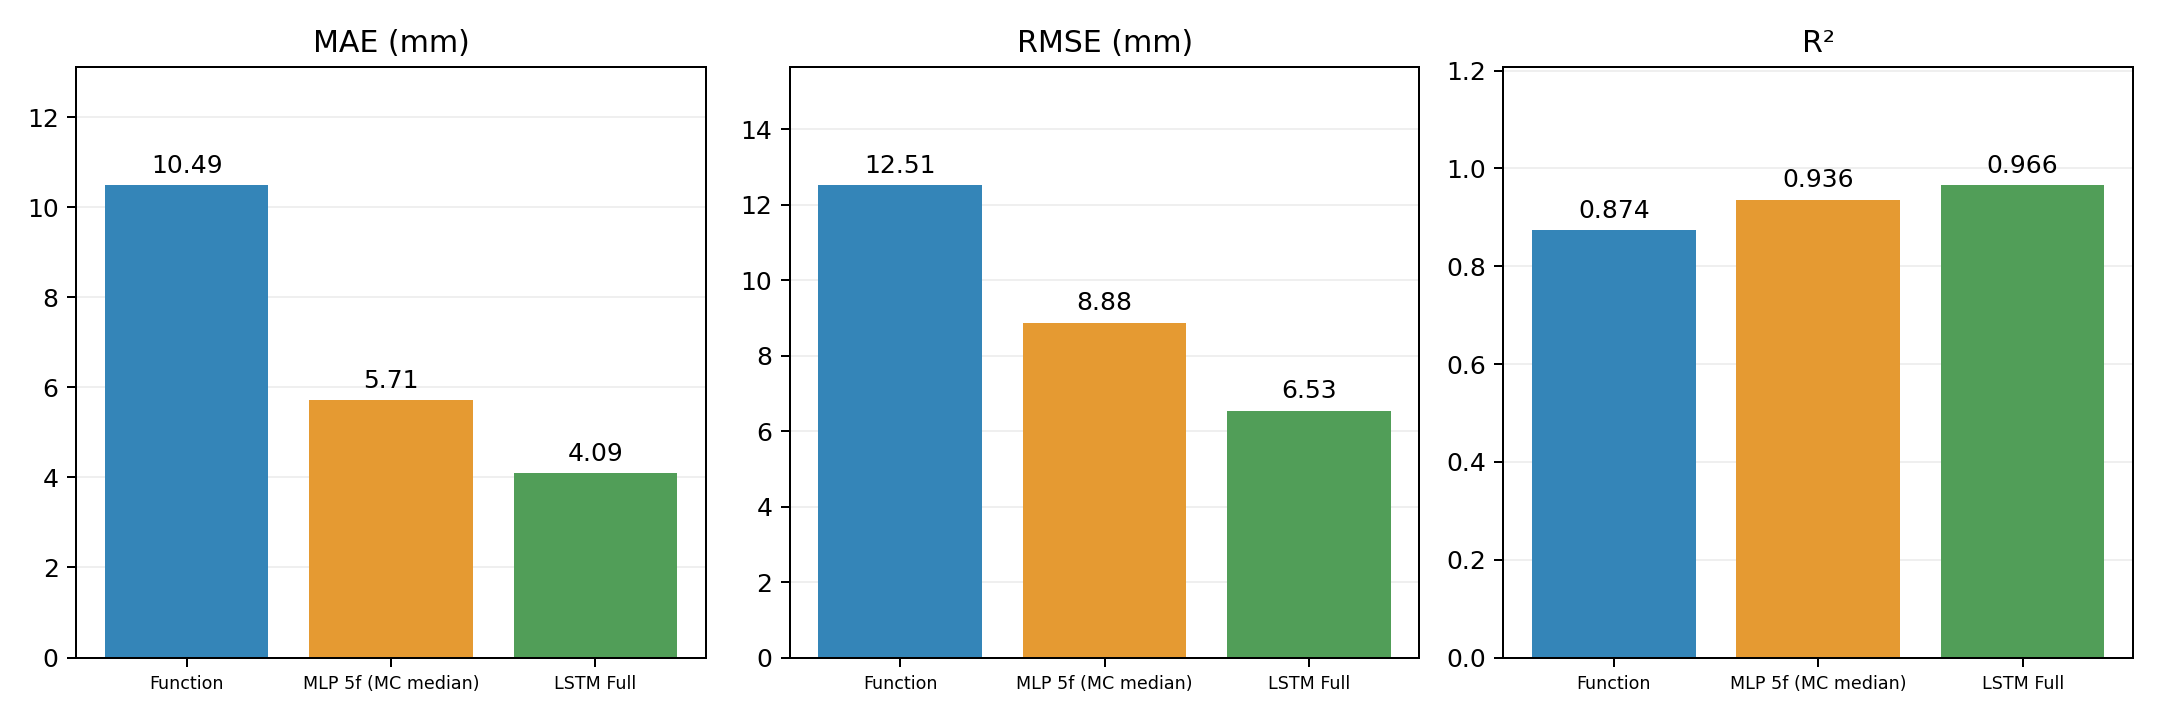 MAE (mm)
12
10
8
6
4
2
0
10.49
5.71
4.09
Function
MLP 5f (MC median)
LSTM Full
RMSE (mm)
14
12
10
8
6
4
2
0
12.51
8.88
6.53
Function
MLP 5f (MC median)
LSTM Full
R²
1.2
1.0
0.8
0.6
0.4
0.2
0.0
0.874
0.936
0.966
Function
MLP 5f (MC median)
LSTM Full